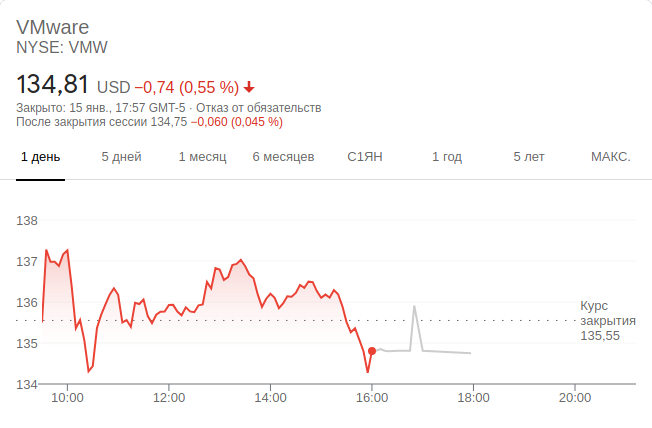 VMware
NYSE: VMW
134,81 USD −0,74 (0,55 %)
Закрыто: 15 янв., 17:57 GMT-5 · Отказ от обязательств
После закрытия сессии 134,75 −0,060 (0,045 %)
1 день 5 дней 1 месяц 6 месяцев С1ЯН 1 год 5 лет МАКС.
138
137
136
135
134
Курс
закрытия
135,55
10:00 12:00 14:00 16:00 18:00 20:00